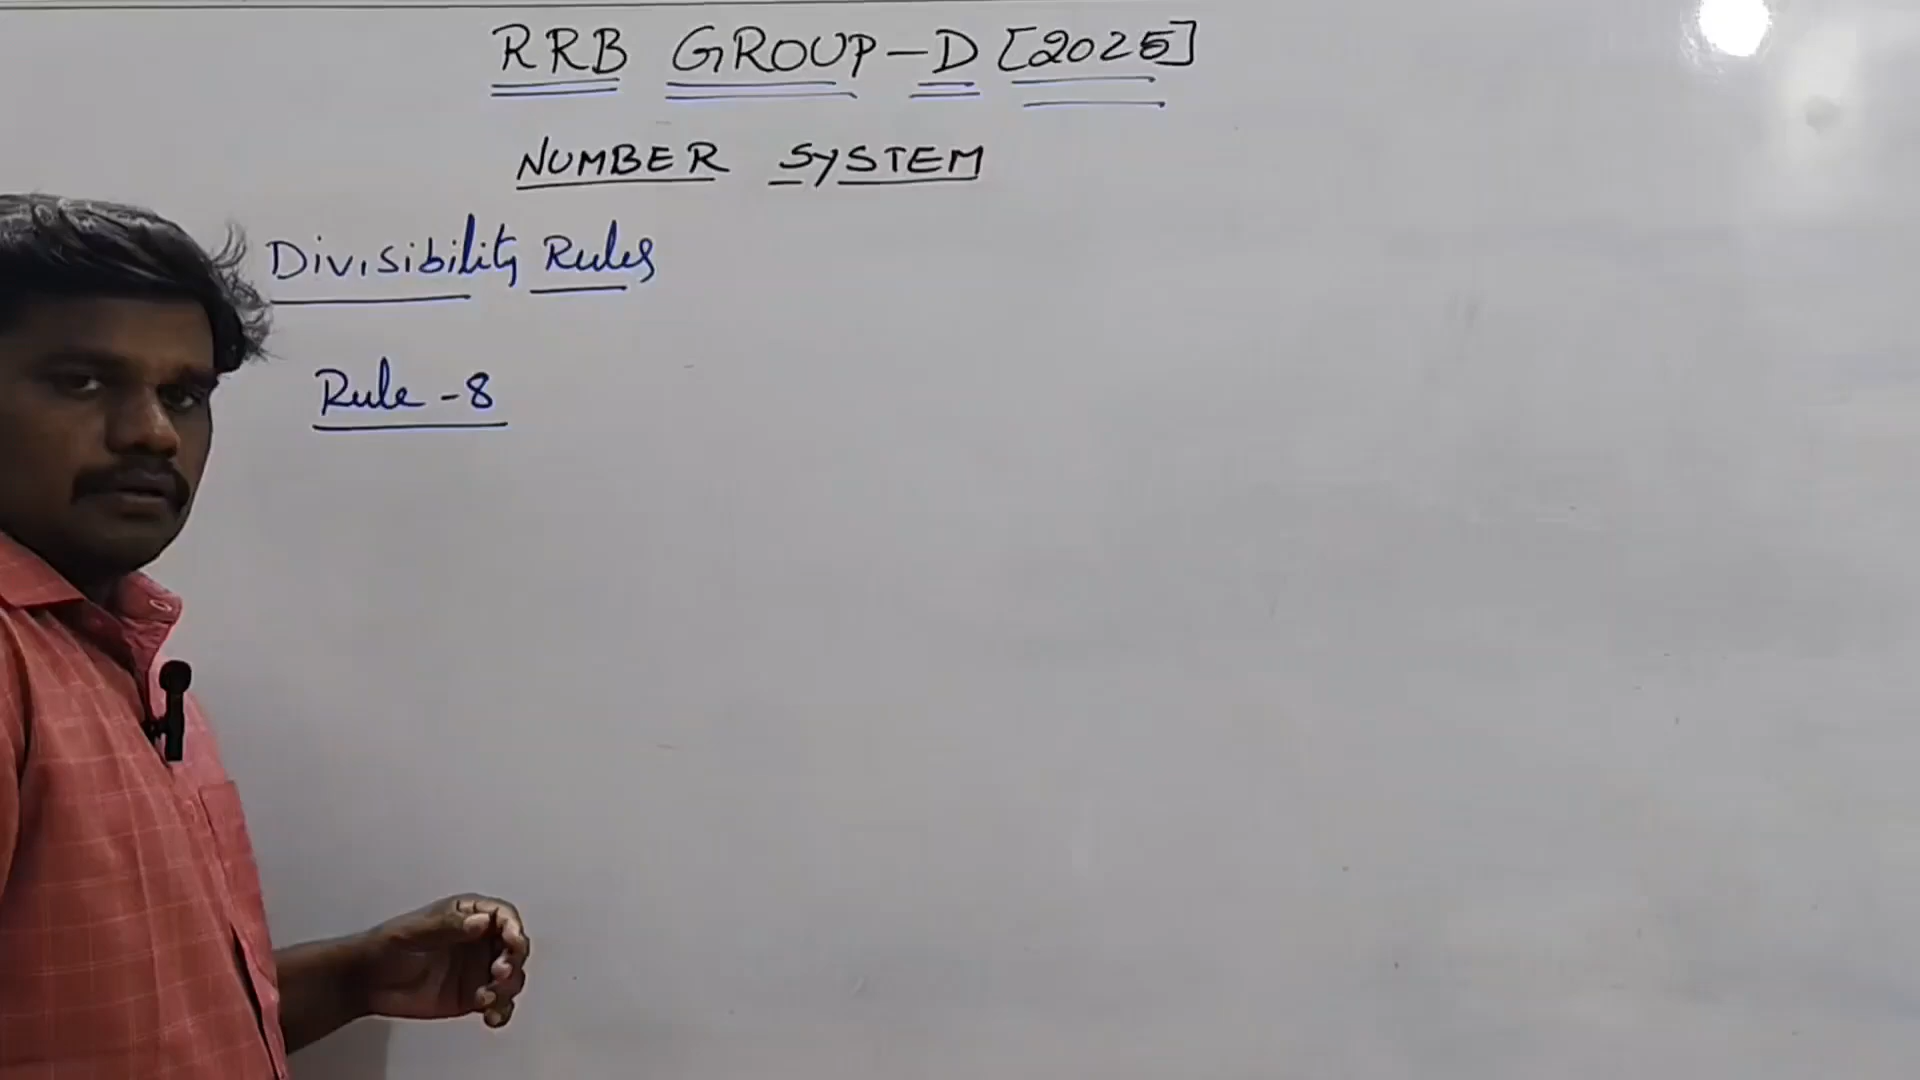 RRB GROUP-D [2025]
NUMBER SYSTEM
Divisibility Rules
Rule-8